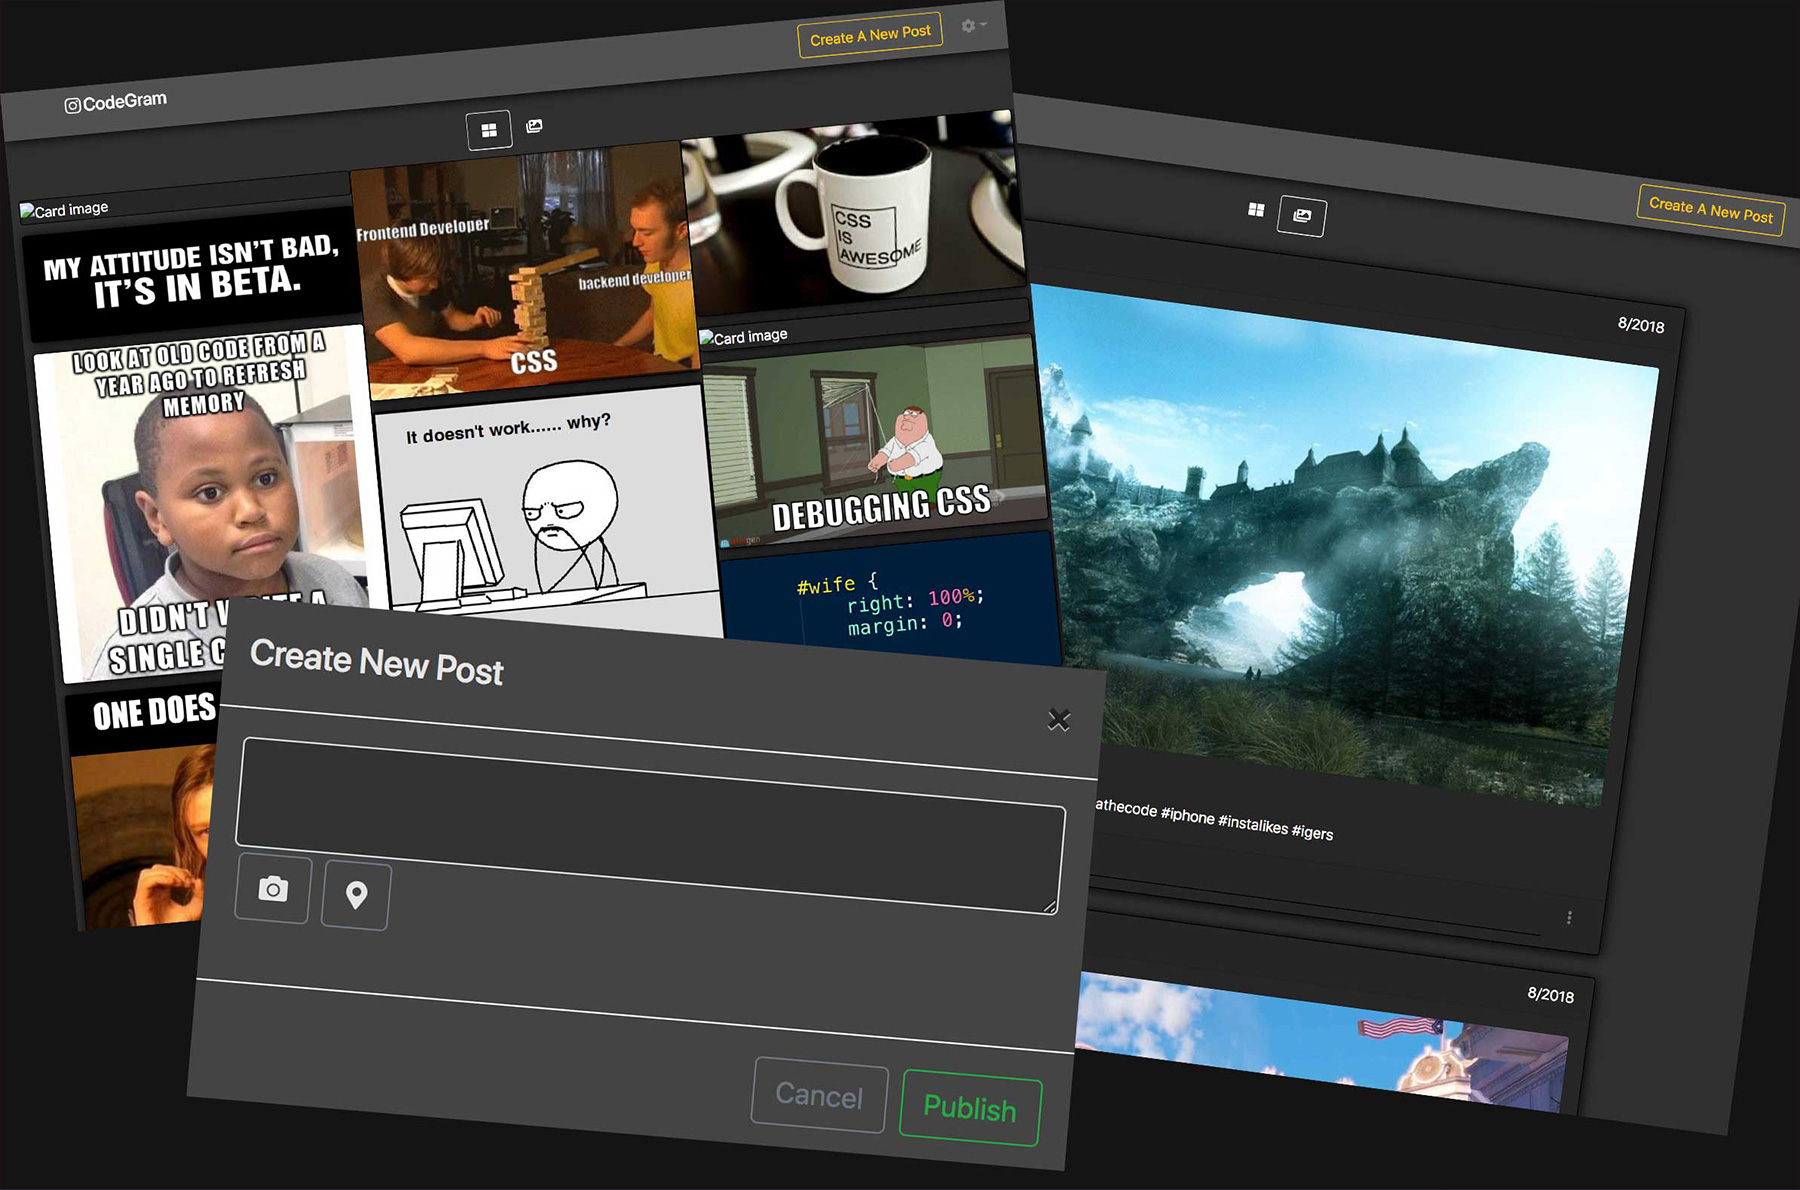 Create A New Post
CodeGram
Card image
MY ATTITUDE ISN'T BAD,
IT'S IN BETA.
LOOK AT OLD CODE FROM A
YEAR AGO TO REFRESH
MEMORY
DIDN'T
SINGLE
ONE DOES
Frontend Developer
backend developer
CSS
It doesn't work...... why?
CSS
IS
AWESOME
Card image
DEBUGGING CSS
#wife {
right: 100%;
margin: 0;
Create A New Post
8/2018
#iphone #instalikes #igers
8/2018
Create New Post
Cancel
Publish